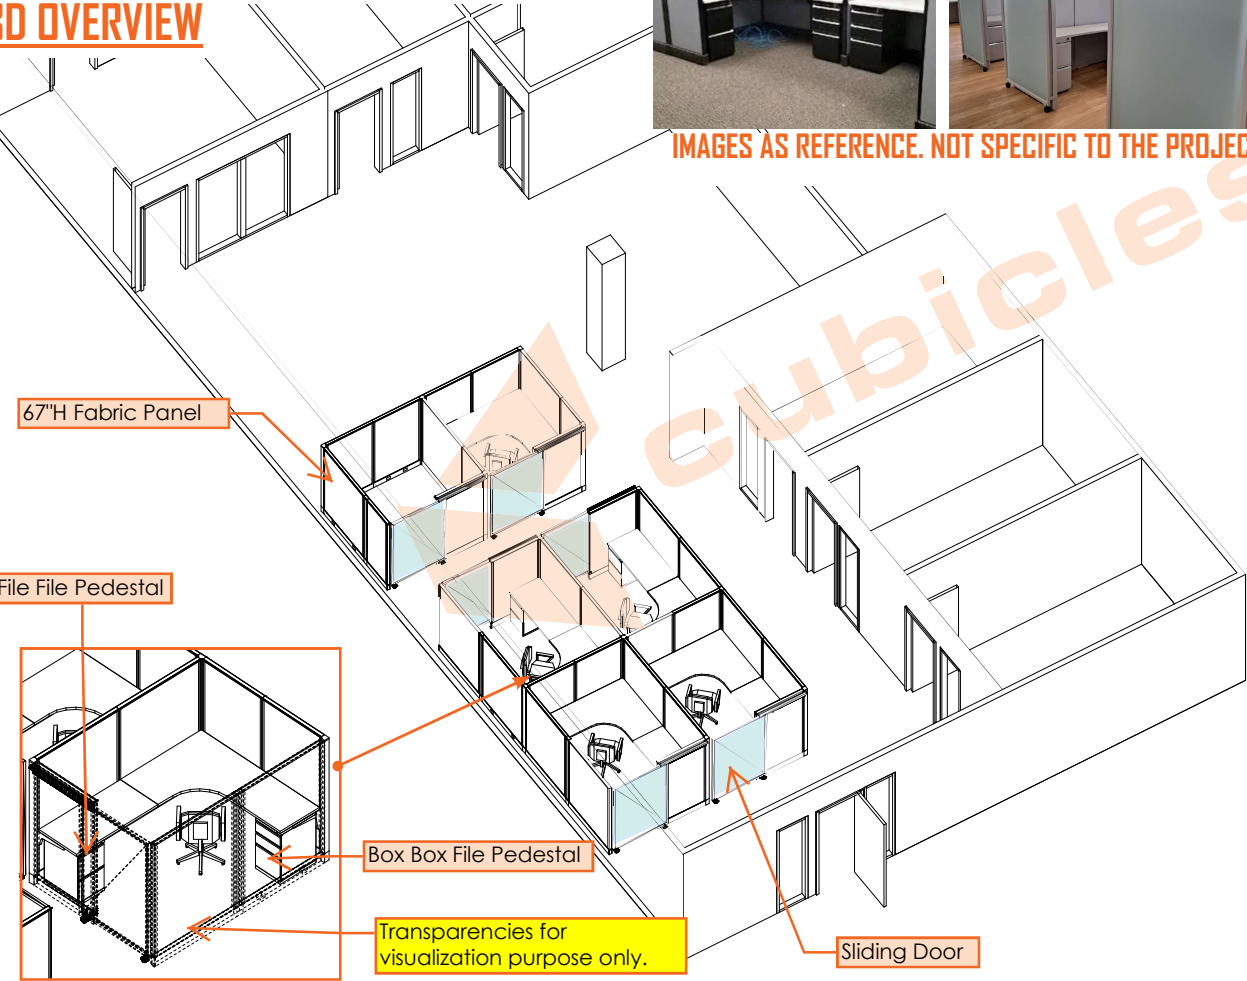 3D OVERVIEW
IMAGES AS REFERENCE. NOT SPECIFIC TO THE PROJEC
cubicles
67"H Fabric Panel
File File Pedestal
Box Box File Pedestal
Transparencies for
visualization purpose only.
Sliding Door